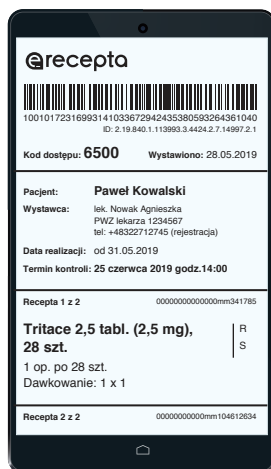 erecepta
10010172316993141033672942435380593264361040
ID: 2.19.840.1.113993.3.4424.2.7.14997.2.1
Kod dostępu: 6500 Wystawiono: 28.05.2019
Pacjent: Paweł Kowalski
Wystawca: lek. Nowak Agnieszka
PWZ lekarza 1234567
tel: +48322712745 (rejestracja)
Data realizacji: od 31.05.2019
Termin kontroli: 25 czerwca 2019 godz.14:00
Recepta 1 z 2 00000000000000mm341785
Tritace 2,5 tabl. (2,5 mg), R
28 szt. S
1 op. po 28 szt.
Dawkowanie: 1 x 1
Recepta 2 z 2 00000000000mm104612634